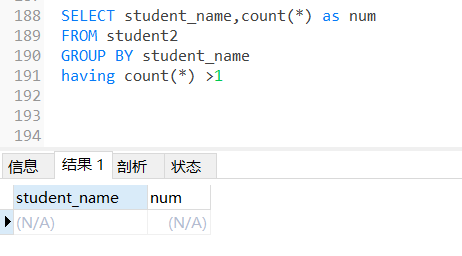 188 SELECT student_name,count(*) as num
189 FROM student2
190 GROUP BY student_name
191 having count(*) >1
192
193
194
信息 结果 1 剖析 状态
student_name num
(N/A) (N/A)